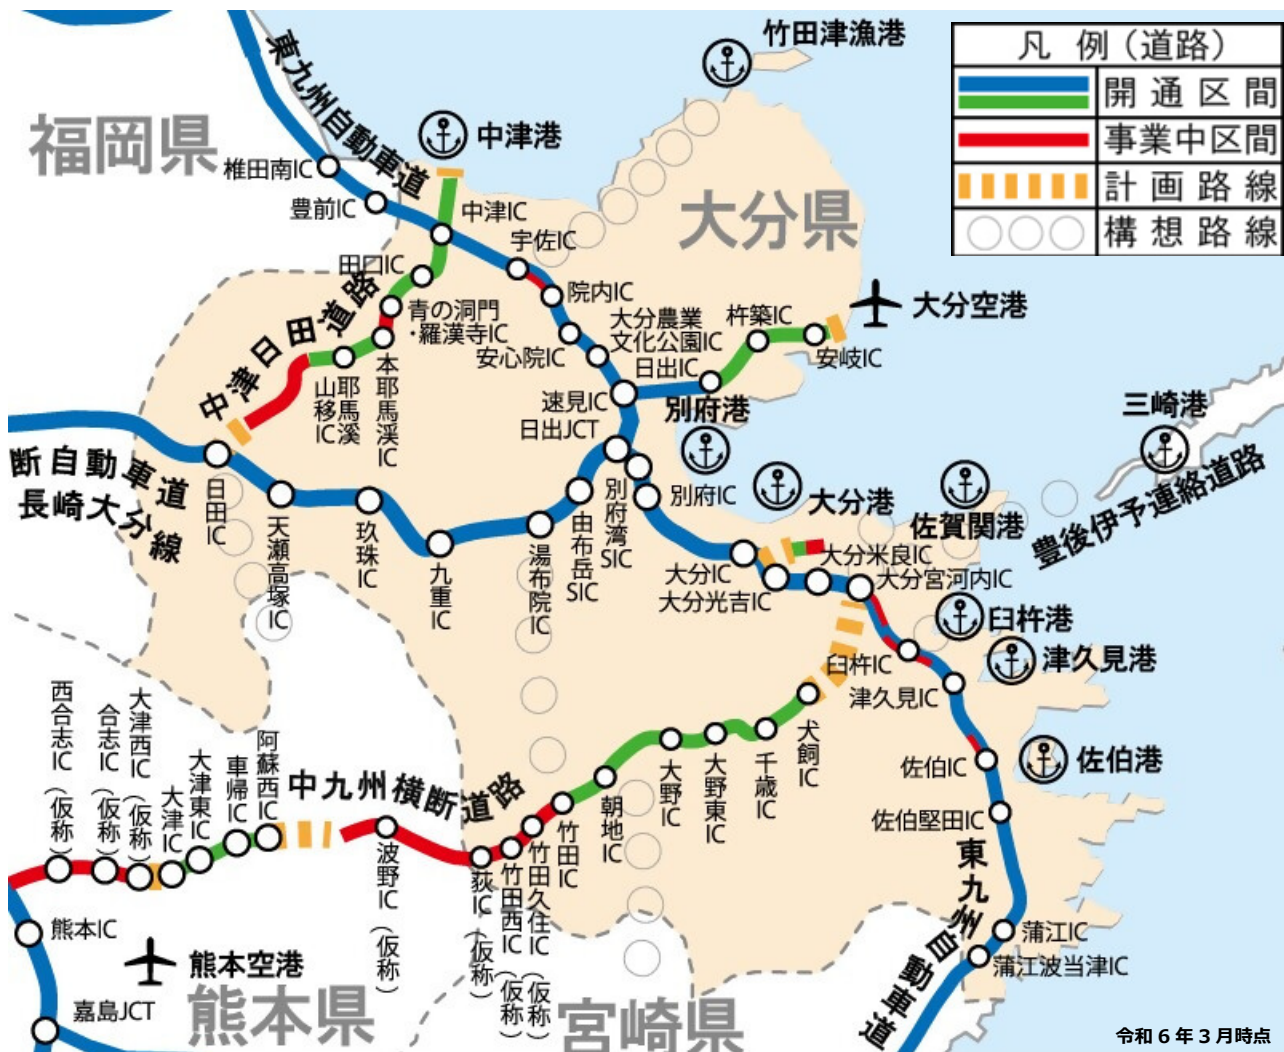 竹田津漁港
凡例（道路）
開通区間
事業中区間
計画路線
構想路線
東九州自動車道
福岡県
中津港
椎田南IC
豊前IC
中津IC
大分県
宇佐IC
田口IC
院内IC
青の洞門
・羅漢寺IC
大分農業
文化公園IC
杵築IC
大分空港
安心院IC
日出IC
安岐IC
中津日田道路
本耶馬渓IC
耶馬溪
山移IC
速見IC
別府港
日出JCT
三崎港
断自動車道
長崎大分線
日田IC
天瀬高塚IC
玖珠IC
九重IC
湯布院IC
由布岳SIC
別府湾SIC
別府IC
大分港
佐賀関港
豊後伊予連絡道路
大分IC
大分米良IC
大分光吉IC
大分宮河内IC
臼杵港
臼杵IC
津久見港
津久見IC
西合志IC（仮称）
合志IC（仮称）
大津西IC（仮称）
大津IC
大津東IC
車帰IC
阿蘇西IC
中九州横断道路
波野IC（仮称）
荻IC（仮称）
竹田西IC（仮称）
竹田久住IC（仮称）
竹田IC
朝地IC
大野IC
大野東IC
千歳IC
犬飼IC
佐伯IC
佐伯港
佐伯堅田IC
東九州自動車道
蒲江IC
蒲江波当津IC
熊本IC
熊本空港
嘉島JCT
熊本県
宮崎県
令和6年3月時点